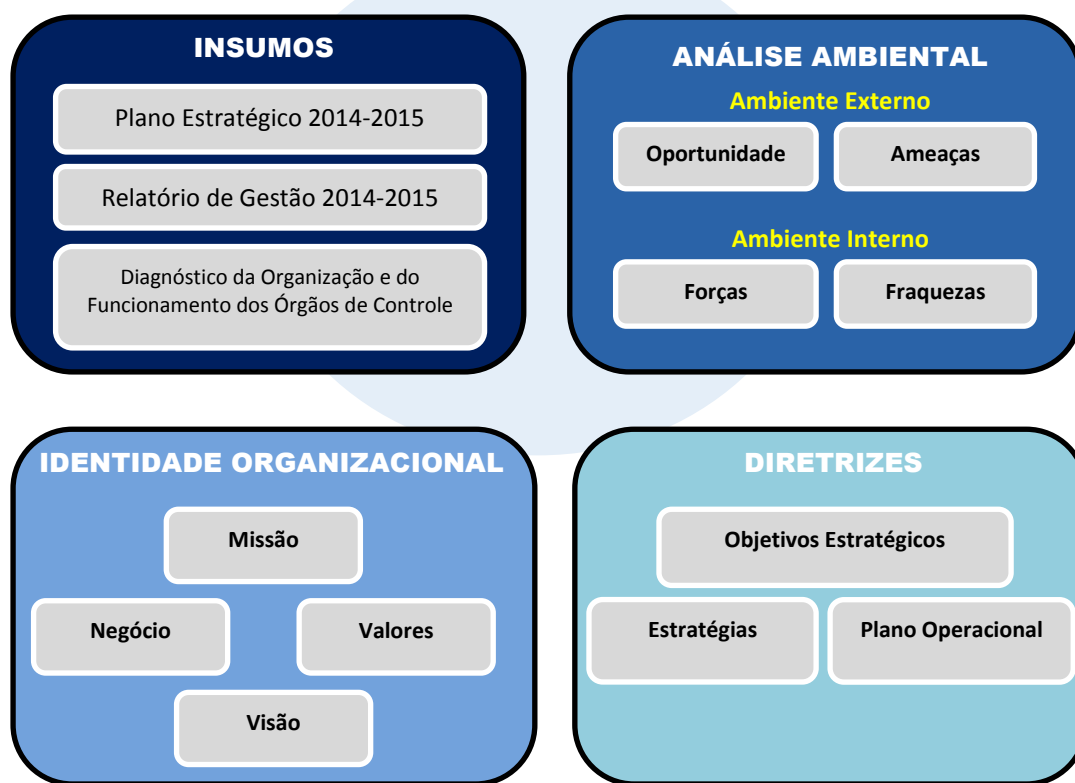 INSUMOS
Plano Estratégico 2014-2015
Relatório de Gestão 2014-2015
Diagnóstico da Organização e do
Funcionamento dos Órgãos de Controle
ANÁLISE AMBIENTAL
Ambiente Externo
Oportunidade
Ameaças
Ambiente Interno
Forças
Fraquezas
IDENTIDADE ORGANIZACIONAL
Missão
Negócio
Valores
Visão
DIRETRIZES
Objetivos Estratégicos
Estratégias
Plano Operacional